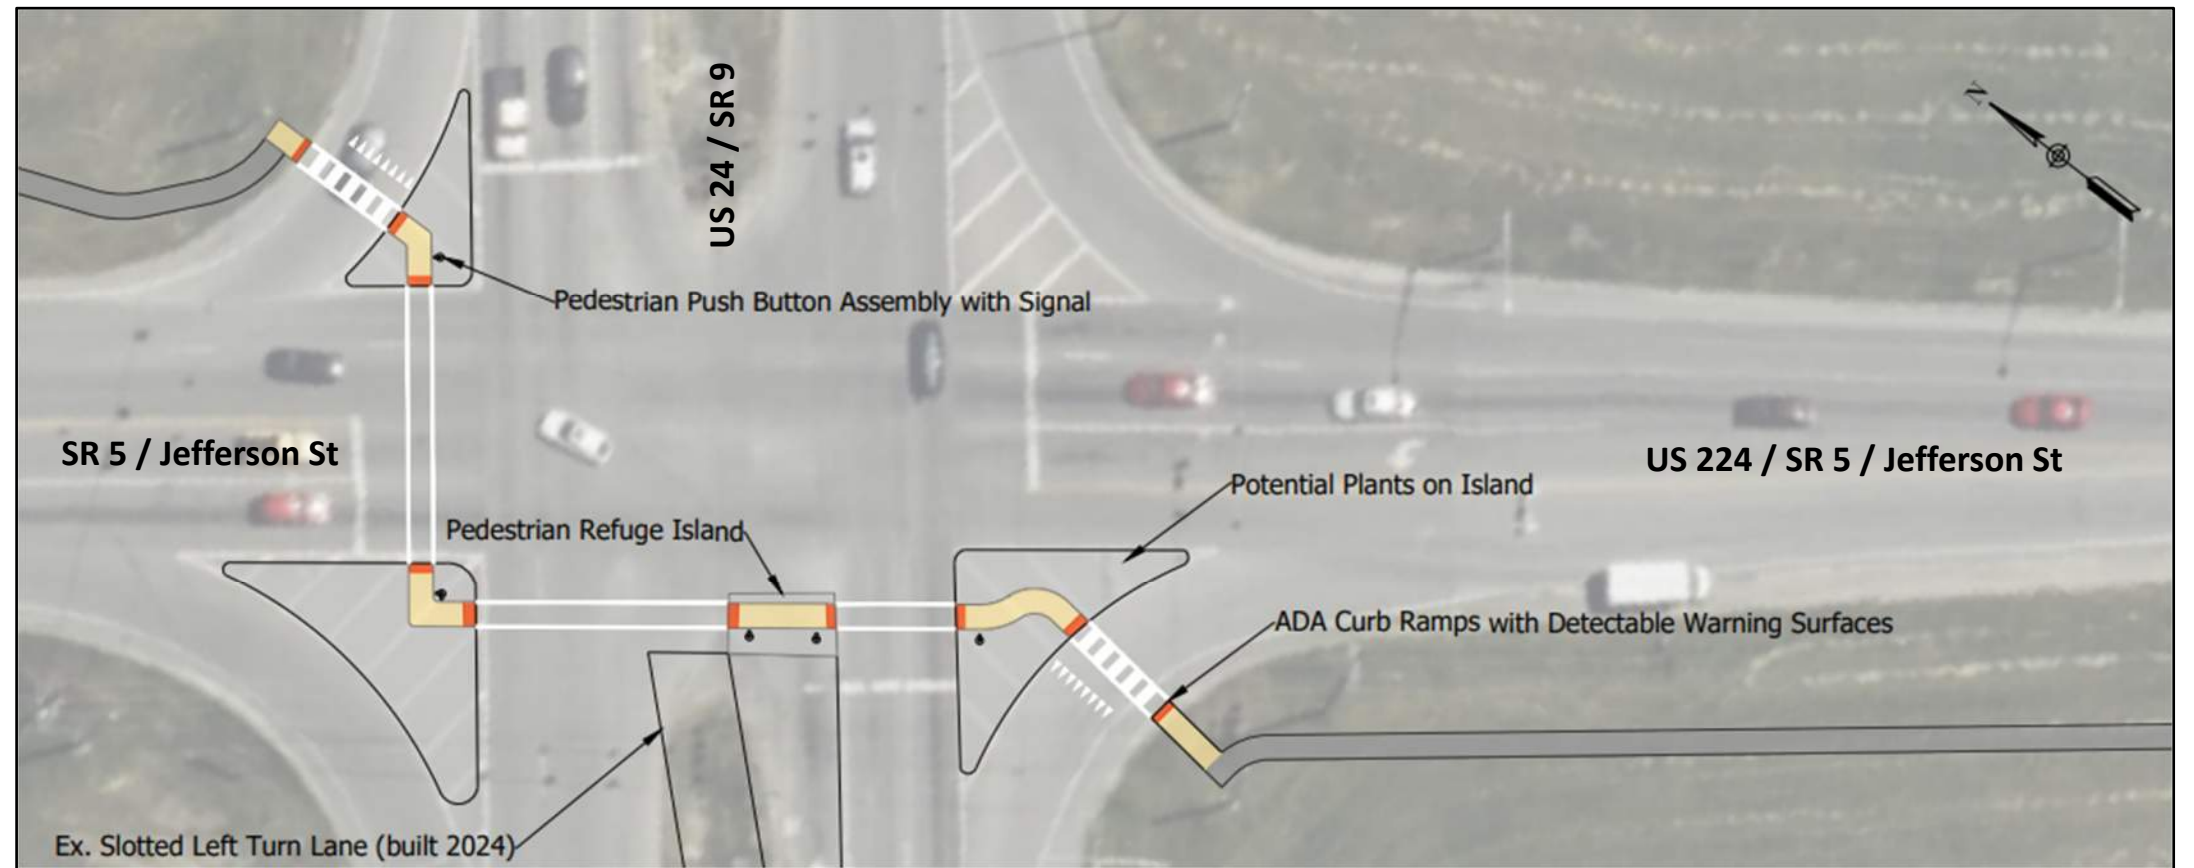 US 24 / SR 9
N
Pedestrian Push Button Assembly with Signal
SR 5 / Jefferson St
US 224 / SR 5 / Jefferson St
Potential Plants on Island
Pedestrian Refuge Island
ADA Curb Ramps with Detectable Warning Surfaces
Ex. Slotted Left Turn Lane (built 2024)